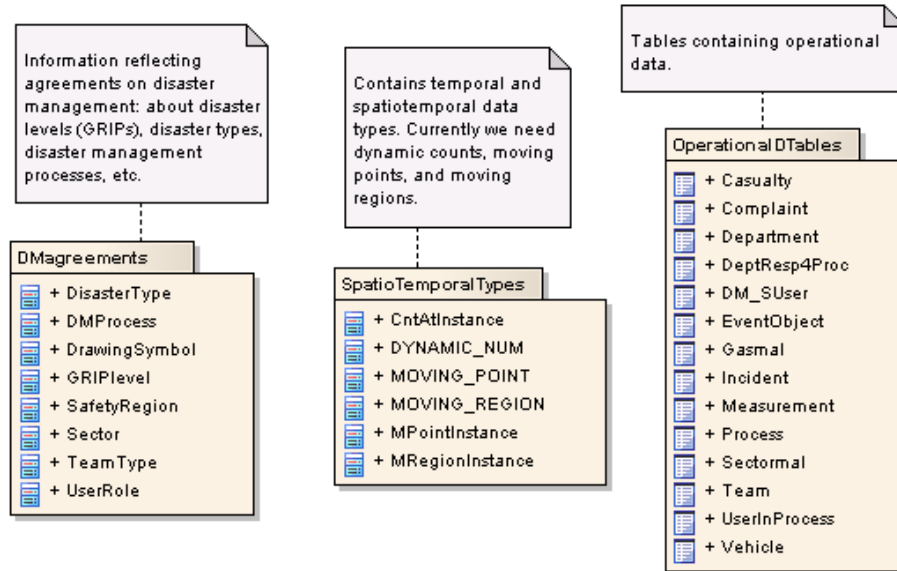 Information reflecting
agreements on disaster
management: about disaster
levels (GRIPs), disaster types,
disaster management
processes, etc.
DMagreements
+ DisasterType
+ DMProcess
+ DrawingSymbol
+ GRIPlevel
+ SafetyRegion
+ Sector
+ TeamType
+ UserRole
Contains temporal and
spatiotemporal data
types. Currently we need
dynamic counts, moving
points, and moving
regions.
SpatioTemporalTypes
+ CntAtInstance
+ DYNAMIC_NUM
+ MOVING_POINT
+ MOVING_REGION
+ MPointInstance
+ MRegionInstance
Tables containing operational
data.
OperationalDTables
+ Casualty
+ Complaint
+ Department
+ DeptResp4Proc
+ DM_SUser
+ EventObject
+ Gasmal
+ Incident
+ Measurement
+ Process
+ Sectormal
+ Team
+ UserInProcess
+ Vehicle